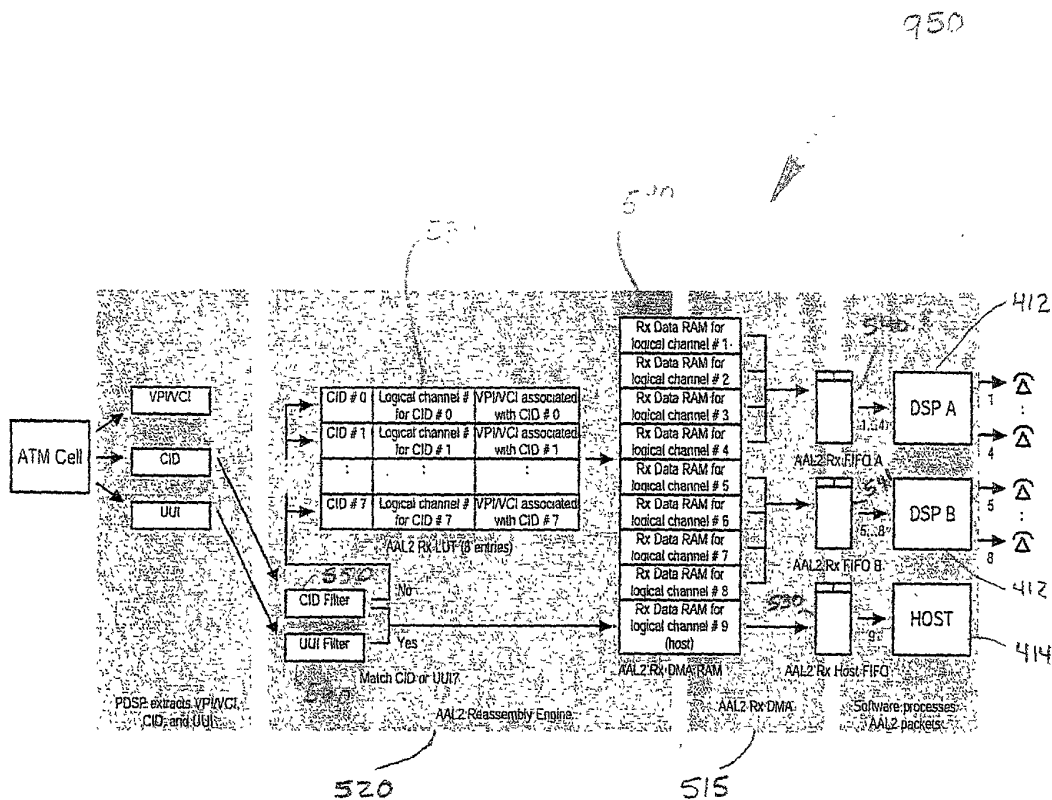 950
412
ATM Cell
VPI/VCI
CID
UUI
PDSP extracts VPI/VCI,
CID, and UUI
CID # 0
Logical channel #
for CID # 0
VPI/VCI associated
with CID # 0
CID # 1
Logical channel #
for CID # 1
VPI/VCI associated
with CID # 1
:
:
:
CID # 7
Logical channel #
for CID # 7
VPI/VCI associated
with CID # 7
AAL2 Rx LUT (8 entries)
550
CID Filter
No
UUI Filter
Yes
Match CID or UUI?
AAL2 Reassembly Engine
520
Rx Data RAM for
logical channel # 1
Rx Data RAM for
logical channel # 2
Rx Data RAM for
logical channel # 3
Rx Data RAM for
logical channel # 4
Rx Data RAM for
logical channel # 5
Rx Data RAM for
logical channel # 6
Rx Data RAM for
logical channel # 7
Rx Data RAM for
logical channel # 8
Rx Data RAM for
logical channel # 9
(host)
AAL2 Rx DMA RAM
AAL2 Rx DMA
515
540
1..4
AAL2 Rx FIFO A
5..8
AAL2 Rx FIFO B
530
9
AAL2 Rx Host FIFO
DSP A
1
:
4
DSP B
5
:
8
412
HOST
414
Software processes
AAL2 packets